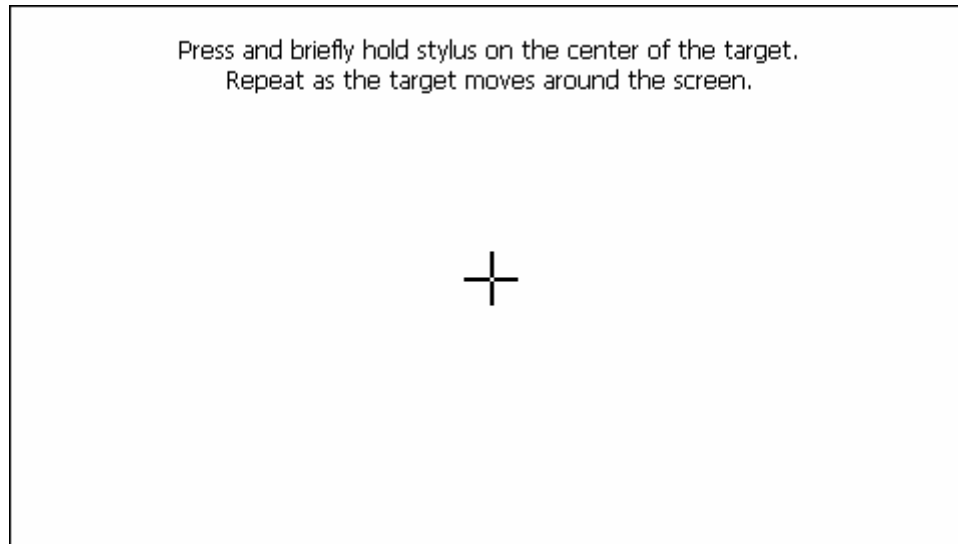 Press and briefly hold stylus on the center of the target.
Repeat as the target moves around the screen.